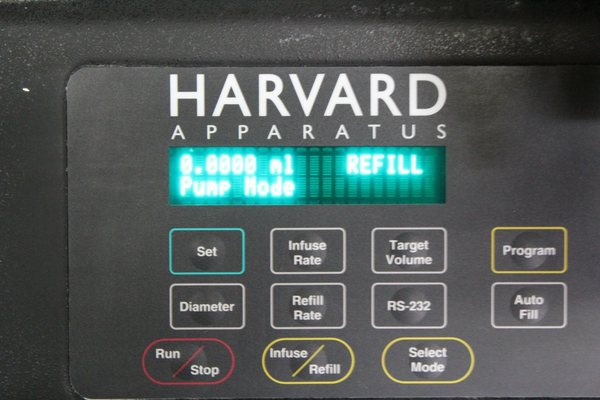 HARVARD
APPARATUS
0.0000 ml REFILL
Pump Mode
Set
Infuse
Rate
Target
Volume
Program
Diameter
Refill
Rate
RS-232
Auto
Fill
Run
Stop
Infuse
Refill
Select
Mode